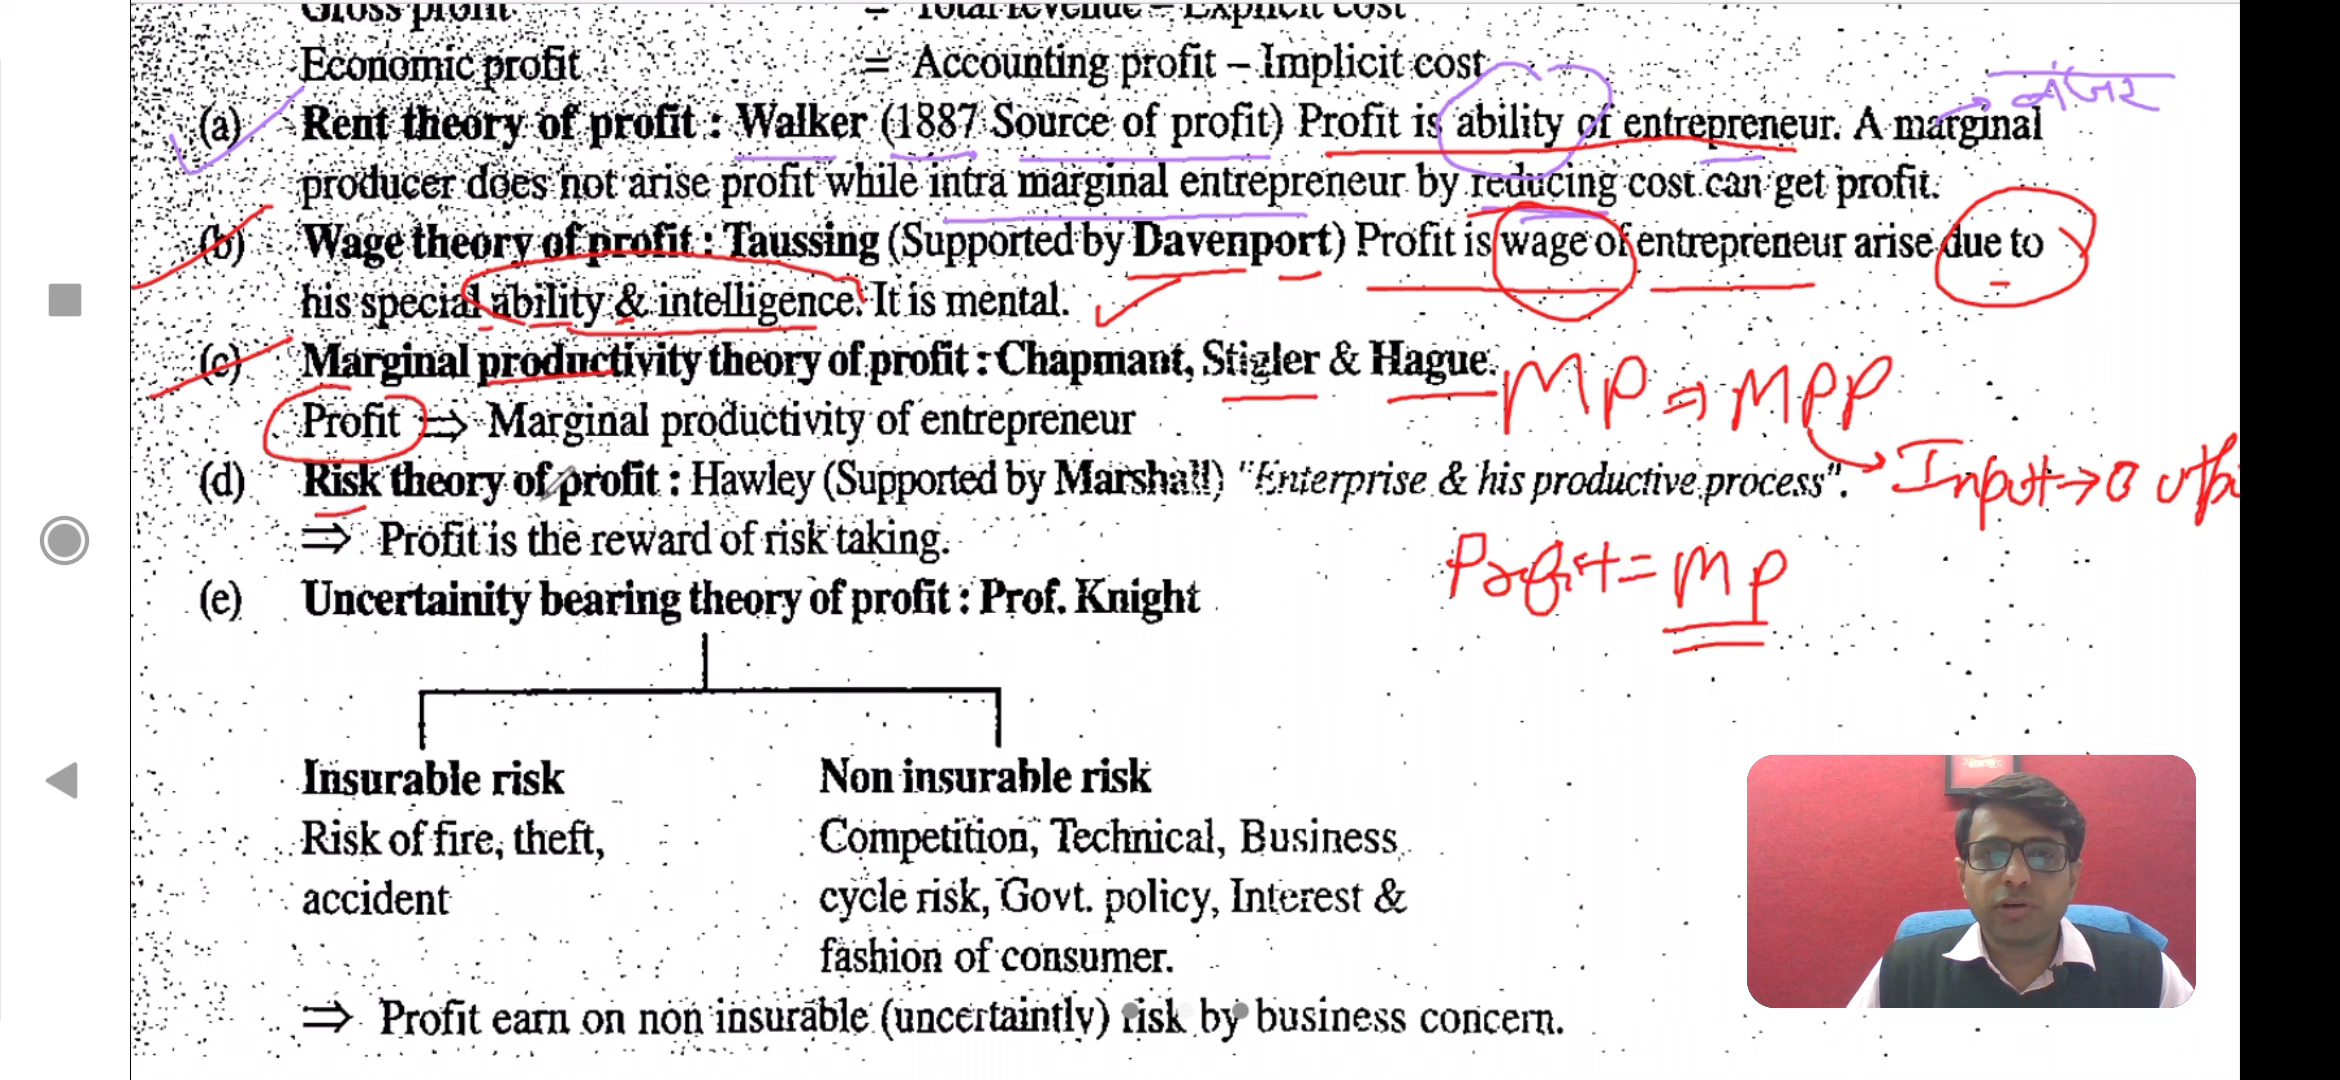 Gross profit = Total revenue – Explicit cost
Economic profit = Accounting profit – Implicit cost
(a) Rent theory of profit : Walker (1887 Source of profit) Profit is ability of entrepreneur. A marginal
producer does not arise profit while intra marginal entrepreneur by reducing cost can get profit.
(b) Wage theory of profit : Taussing (Supported by Davenport) Profit is wage of entrepreneur arise due to
his special ability & intelligence. It is mental.
(c) Marginal productivity theory of profit : Chapmant, Stigler & Hague.
MP ⇒ MPP
Profit ⇒ Marginal productivity of entrepreneur
(d) Risk theory of profit : Hawley (Supported by Marshall) "Enterprise & his productive process".
Input →
⇒ Profit is the reward of risk taking.
Profit = MP
(e) Uncertainity bearing theory of profit : Prof. Knight
Insurable risk Non insurable risk
Risk of fire, theft, Competition, Technical, Business
accident cycle risk, Govt. policy, Interest &
fashion of consumer.
⇒ Profit earn on non insurable (uncertaintly) risk by business concern.